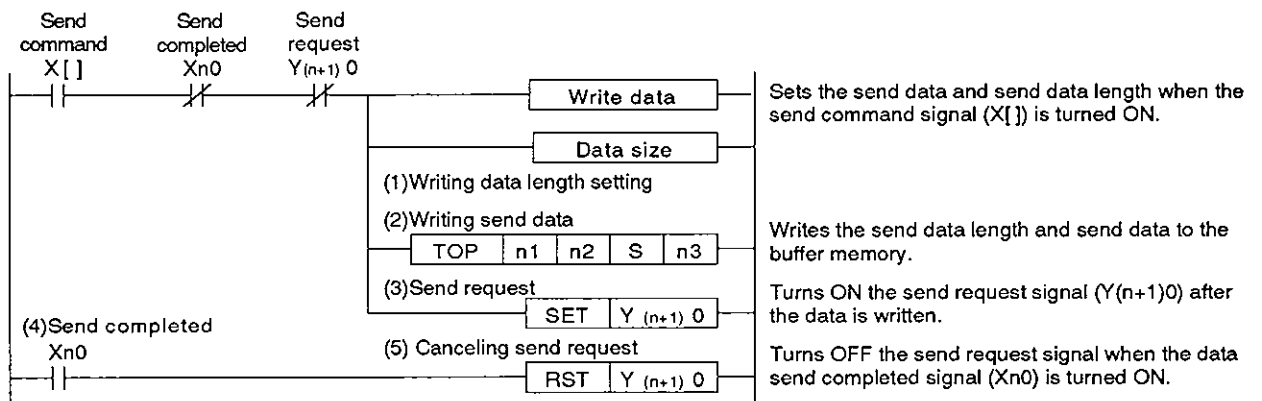 Send Send Send
command completed request
X[ ] Xn0 Y(n+1) 0
Write data
Sets the send data and send data length when the
send command signal (X[ ]) is turned ON.
Data size
(1)Writing data length setting
(2)Writing send data
TOP n1 n2 S n3
Writes the send data length and send data to the
buffer memory.
(3)Send request
SET Y (n+1) 0
Turns ON the send request signal (Y(n+1)0) after
the data is written.
(4)Send completed
Xn0
(5) Canceling send request
RST Y (n+1) 0
Turns OFF the send request signal when the data
send completed signal (Xn0) is turned ON.